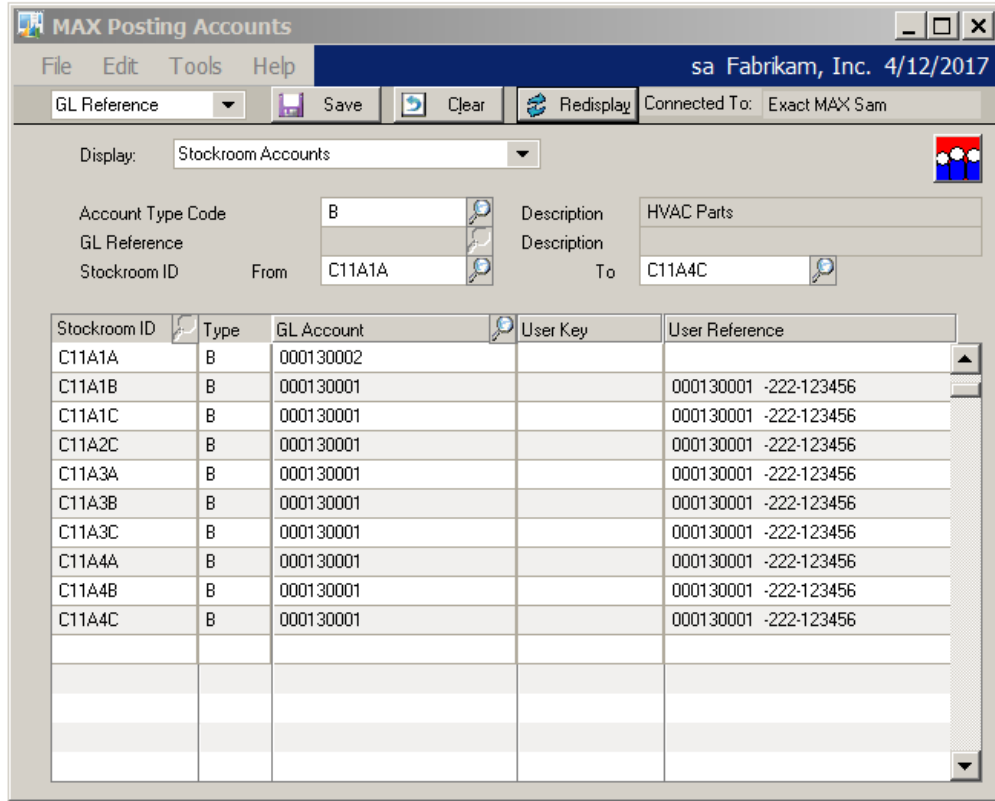 MAX Posting Accounts
File Edit Tools Help sa Fabrikam, Inc. 4/12/2017
GL Reference Save Clear Redisplay Connected To: Exact MAX Sam
Display: Stockroom Accounts
Account Type Code B Description HVAC Parts
GL Reference Description
Stockroom ID From C11A1A To C11A4C
Stockroom ID Type GL Account User Key User Reference
C11A1A B 000130002
C11A1B B 000130001 000130001 -222-123456
C11A1C B 000130001 000130001 -222-123456
C11A2C B 000130001 000130001 -222-123456
C11A3A B 000130001 000130001 -222-123456
C11A3B B 000130001 000130001 -222-123456
C11A3C B 000130001 000130001 -222-123456
C11A4A B 000130001 000130001 -222-123456
C11A4B B 000130001 000130001 -222-123456
C11A4C B 000130001 000130001 -222-123456